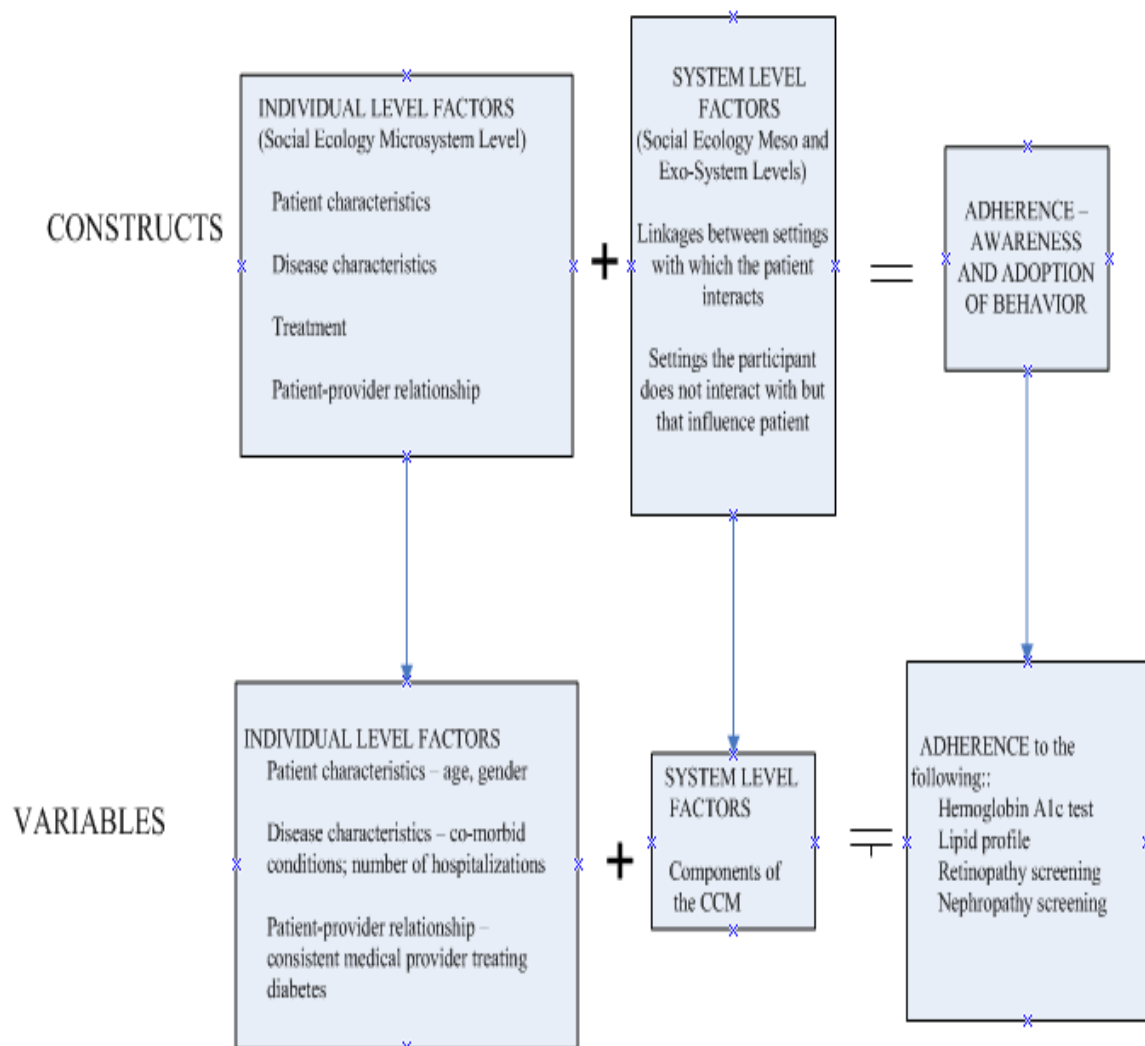 CONSTRUCTS
INDIVIDUAL LEVEL FACTORS
(Social Ecology Microsystem Level)
Patient characteristics
Disease characteristics
Treatment
Patient-provider relationship
+
SYSTEM LEVEL
FACTORS
(Social Ecology Meso and
Exo-System Levels)
Linkages between settings
with which the patient
interacts
Settings the participant
does not interact with but
that influence patient
=
ADHERENCE –
AWARENESS
AND ADOPTION
OF BEHAVIOR
VARIABLES
INDIVIDUAL LEVEL FACTORS
Patient characteristics – age, gender
Disease characteristics – co-morbid
conditions; number of hospitalizations
Patient-provider relationship –
consistent medical provider treating
diabetes
+
SYSTEM LEVEL
FACTORS
Components of
the CCM
=
ADHERENCE to the
following::
Hemoglobin A1c test
Lipid profile
Retinopathy screening
Nephropathy screening